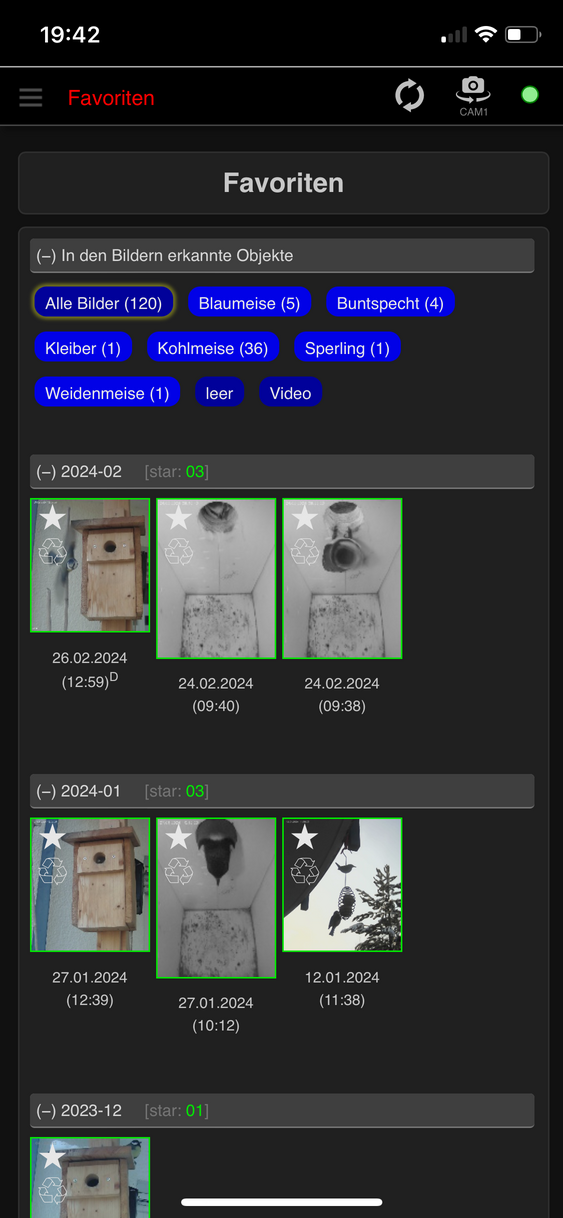 19:42
Favoriten
CAM1
Favoriten
(−) In den Bildern erkannte Objekte
Alle Bilder (120) Blaumeise (5) Buntspecht (4)
Kleiber (1) Kohlmeise (36) Sperling (1)
Weidenmeise (1) leer Video
(−) 2024-02 [star: 03]
26.02.2024 (12:59)D
24.02.2024 (09:40)
24.02.2024 (09:38)
(−) 2024-01 [star: 03]
27.01.2024 (12:39)
27.01.2024 (10:12)
12.01.2024 (11:38)
(−) 2023-12 [star: 01]